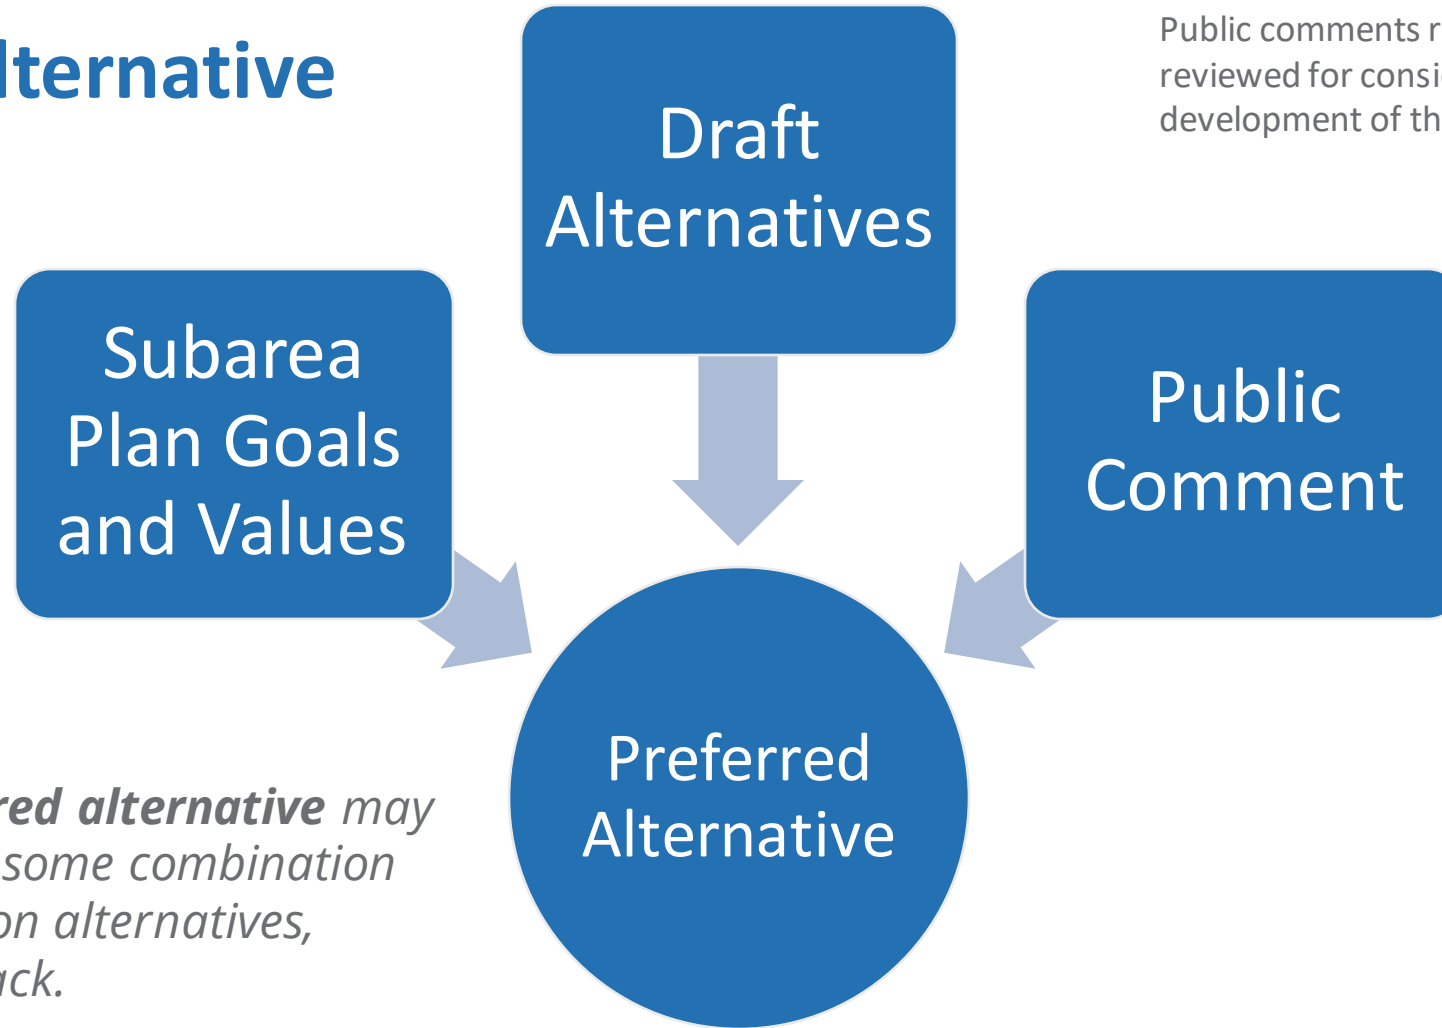 lternative
Public comments r
reviewed for consi
development of th
Draft
Alternatives
Subarea
Plan Goals
and Values
Public
Comment
Preferred
Alternative
red alternative may
some combination
on alternatives,
ack.